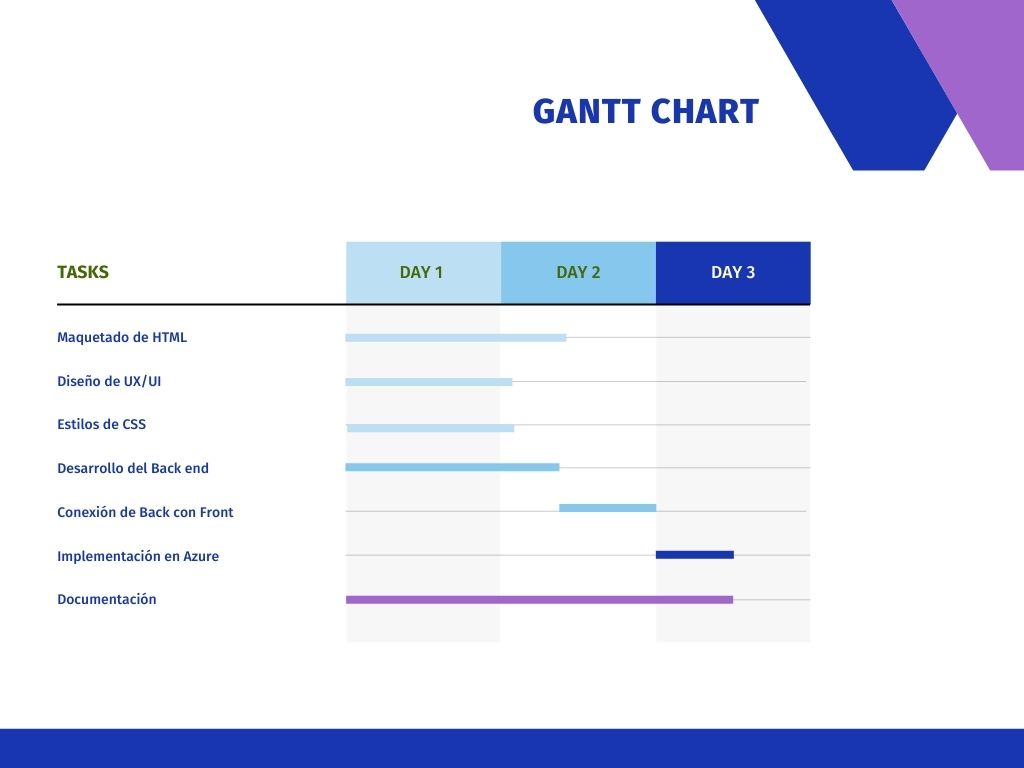 GANTT CHART
TASKS DAY 1 DAY 2 DAY 3
Maquetado de HTML
Diseño de UX/UI
Estilos de CSS
Desarrollo del Back end
Conexión de Back con Front
Implementación en Azure
Documentación